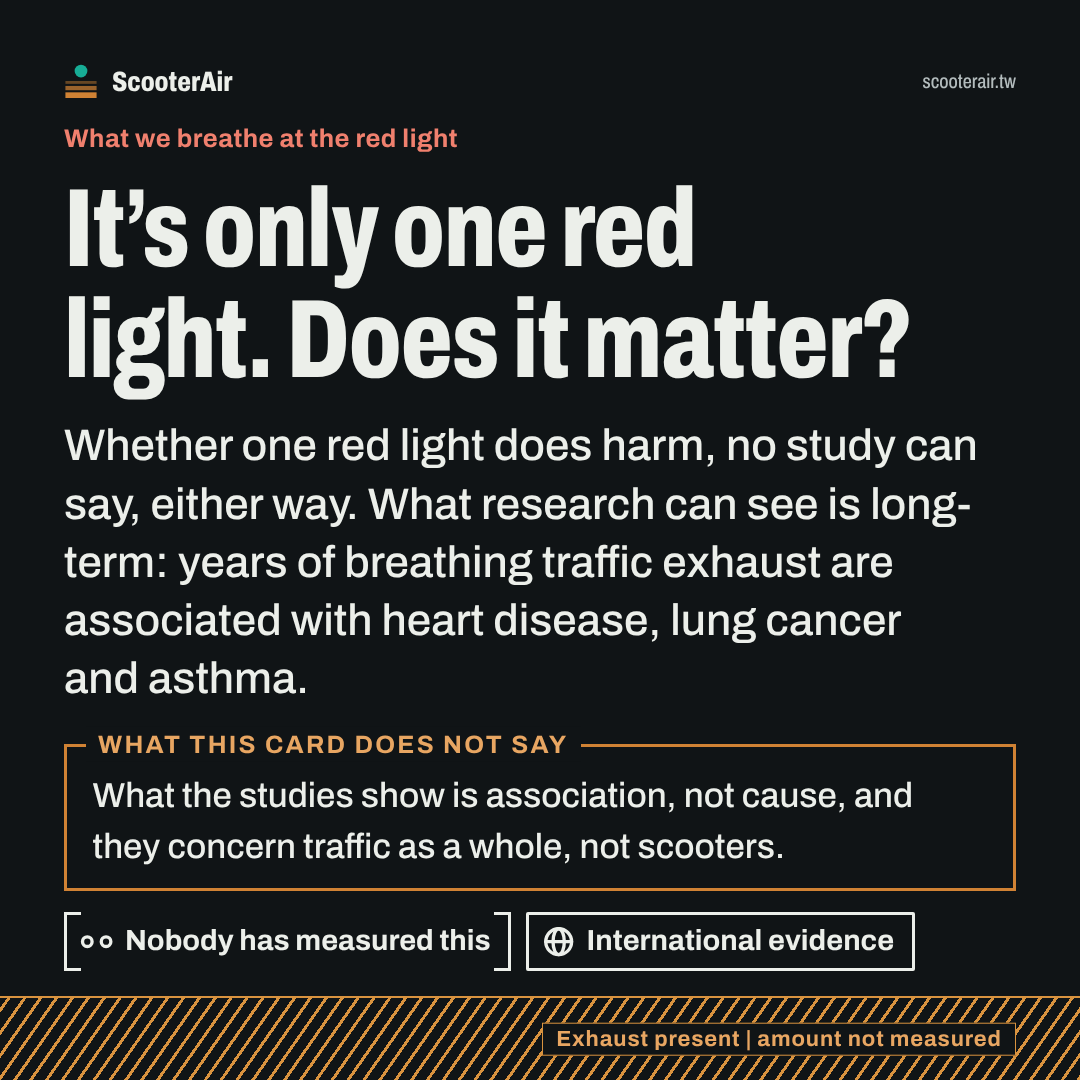 ScooterAir
scooterair.tw
What we breathe at the red light
It’s only one red
light. Does it matter?
Whether one red light does harm, no study can
say, either way. What research can see is long-
term: years of breathing traffic exhaust are
associated with heart disease, lung cancer
and asthma.
WHAT THIS CARD DOES NOT SAY
What the studies show is association, not cause, and
they concern traffic as a whole, not scooters.
Nobody has measured this
International evidence
Exhaust present | amount not measured